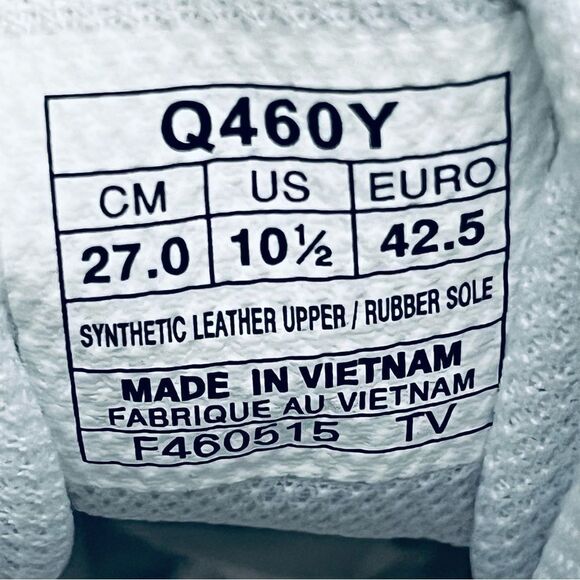 Q460Y
CM US EURO
27.0 10½ 42.5
SYNTHETIC LEATHER UPPER / RUBBER SOLE
MADE IN VIETNAM
FABRIQUE AU VIETNAM
F460515 TV